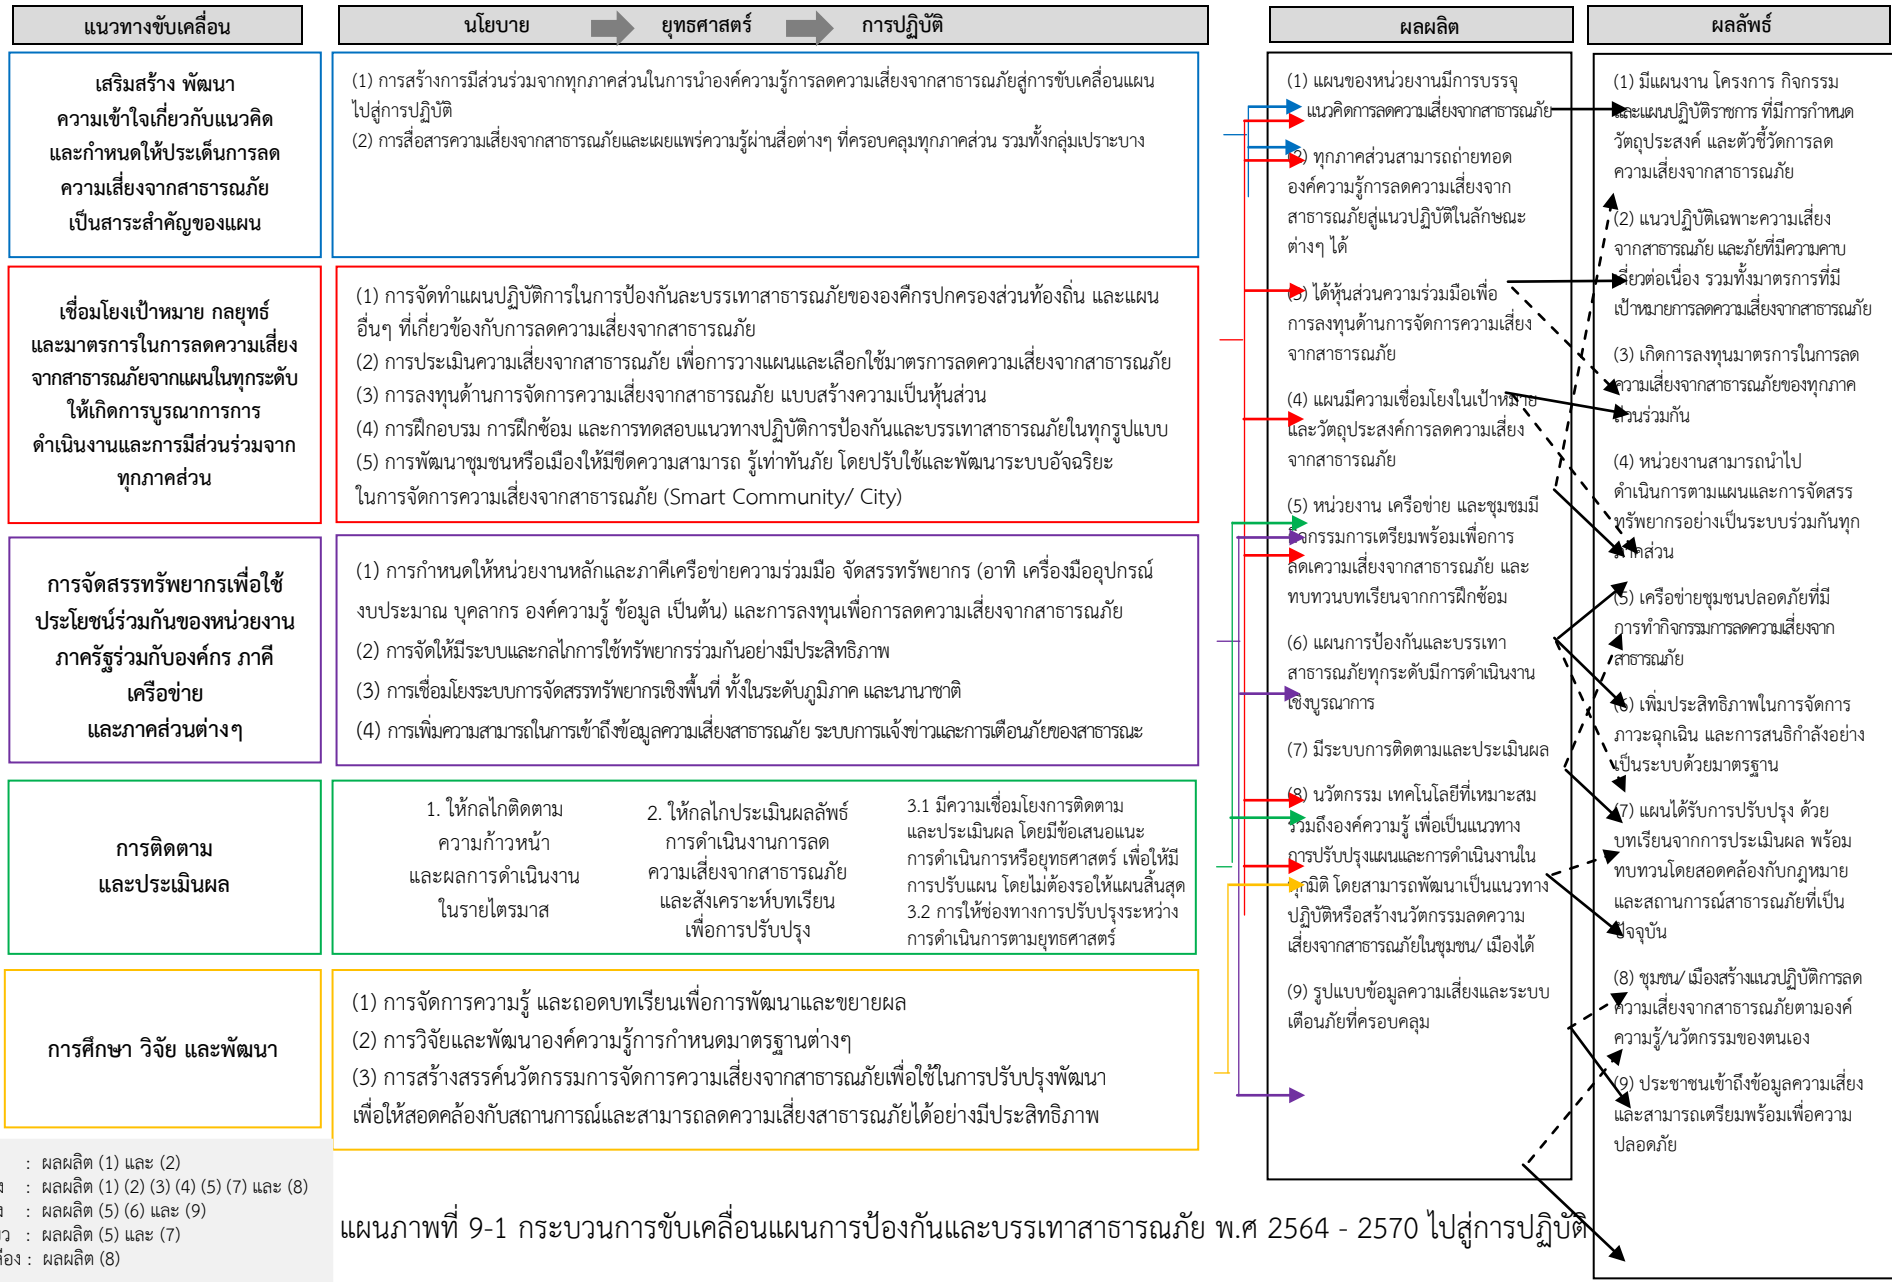 แนวทางขับเคลื่อน
นโยบาย
ยุทธศาสตร์
การปฏิบัติ
ผลผลิต
ผลลัพธ์
เสริมสร้าง พัฒนา
ความเข้าใจเกี่ยวกับแนวคิด
และกำหนดให้ประเด็นการลด
ความเสี่ยงจากสาธารณภัย
เป็นสาระสำคัญของแผน
(1) การสร้างการมีส่วนร่วมจากทุกภาคส่วนในการนำองค์ความรู้การลดความเสี่ยงจากสาธารณภัยสู่การขับเคลื่อนแผน
ไปสู่การปฏิบัติ
(2) การสื่อสารความเสี่ยงจากสาธารณภัยและเผยแพร่ความรู้ผ่านสื่อต่างๆ ที่ครอบคลุมทุกภาคส่วน รวมทั้งกลุ่มเปราะบาง
เชื่อมโยงเป้าหมาย กลยุทธ์
และมาตรการในการลดความเสี่ยง
จากสาธารณภัยจากแผนในทุกระดับ
ให้เกิดการบูรณาการการ
ดำเนินงานและการมีส่วนร่วมจาก
ทุกภาคส่วน
(1) การจัดทำแผนปฏิบัติการในการป้องกันละบรรเทาสาธารณภัยขององคืกรปกครองส่วนท้องถิ่น และแผน
อื่นๆ ที่เกี่ยวข้องกับการลดความเสี่ยงจากสาธารณภัย
(2) การประเมินความเสี่ยงจากสาธารณภัย เพื่อการวางแผนและเลือกใช้มาตรการลดความเสี่ยงจากสาธารณภัย
(3) การลงทุนด้านการจัดการความเสี่ยงจากสาธารณภัย แบบสร้างความเป็นหุ้นส่วน
(4) การฝึกอบรม การฝึกซ้อม และการทดสอบแนวทางปฏิบัติการป้องกันและบรรเทาสาธารณภัยในทุกรูปแบบ
(5) การพัฒนาชุมชนหรือเมืองให้มีขีดความสามารถ รู้เท่าทันภัย โดยปรับใช้และพัฒนาระบบอัจฉริยะ
ในการจัดการความเสี่ยงจากสาธารณภัย (Smart Community/ City)
การจัดสรรทรัพยากรเพื่อใช้
ประโยชน์ร่วมกันของหน่วยงาน
ภาครัฐร่วมกับองค์กร ภาคี
เครือข่าย
และภาคส่วนต่างๆ
(1) การกำหนดให้หน่วยงานหลักและภาคีเครือข่ายความร่วมมือ จัดสรรทรัพยากร (อาทิ เครื่องมืออุปกรณ์
งบประมาณ บุคลากร องค์ความรู้ ข้อมูล เป็นต้น) และการลงทุนเพื่อการลดความเสี่ยงจากสาธารณภัย
(2) การจัดให้มีระบบและกลไกการใช้ทรัพยากรร่วมกันอย่างมีประสิทธิภาพ
(3) การเชื่อมโยงระบบการจัดสรรทรัพยากรเชิงพื้นที่ ทั้งในระดับภูมิภาค และนานาชาติ
(4) การเพิ่มความสามารถในการเข้าถึงข้อมูลความเสี่ยงสาธารณภัย ระบบการแจ้งข่าวและการเตือนภัยของสาธารณะ
การติดตาม
และประเมินผล
1. ให้กลไกติดตาม
ความก้าวหน้า
และผลการดำเนินงาน
ในรายไตรมาส
2. ให้กลไกประเมินผลลัพธ์
การดำเนินงานการลด
ความเสี่ยงจากสาธารณภัย
และสังเคราะห์บทเรียน
เพื่อการปรับปรุง
3.1 มีความเชื่อมโยงการติดตาม
และประเมินผล โดยมีข้อเสนอแนะ
การดำเนินการหรือยุทธศาสตร์ เพื่อให้มี
การปรับแผน โดยไม่ต้องรอให้แผนสิ้นสุด
3.2 การให้ช่องทางการปรับปรุงระหว่าง
การดำเนินการตามยุทธศาสตร์
การศึกษา วิจัย และพัฒนา
(1) การจัดการความรู้ และถอดบทเรียนเพื่อการพัฒนาและขยายผล
(2) การวิจัยและพัฒนาองค์ความรู้การกำหนดมาตรฐานต่างๆ
(3) การสร้างสรรค์นวัตกรรมการจัดการความเสี่ยงจากสาธารณภัยเพื่อใช้ในการปรับปรุงพัฒนา
เพื่อให้สอดคล้องกับสถานการณ์และสามารถลดความเสี่ยงสาธารณภัยได้อย่างมีประสิทธิภาพ
(1) แผนของหน่วยงานมีการบรรจุ
แนวคิดการลดความเสี่ยงจากสาธารณภัย
(2) ทุกภาคส่วนสามารถถ่ายทอด
องค์ความรู้การลดความเสี่ยงจาก
สาธารณภัยสู่แนวปฏิบัติในลักษณะ
ต่างๆ ได้
(3) ได้หุ้นส่วนความร่วมมือเพื่อ
การลงทุนด้านการจัดการความเสี่ยง
จากสาธารณภัย
(4) แผนมีความเชื่อมโยงในเป้าหมาย
และวัตถุประสงค์การลดความเสี่ยง
จากสาธารณภัย
(5) หน่วยงาน เครือข่าย และชุมชมมี
กิจกรรมการเตรียมพร้อมเพื่อการ
ลดความเสี่ยงจากสาธารณภัย และ
ทบทวนบทเรียนจากการฝึกซ้อม
(6) แผนการป้องกันและบรรเทา
สาธารณภัยทุกระดับมีการดำเนินงาน
เชิงบูรณาการ
(7) มีระบบการติดตามและประเมินผล
(8) นวัตกรรม เทคโนโลยีที่เหมาะสม
รวมถึงองค์ความรู้ เพื่อเป็นแนวทาง
การปรับปรุงแผนและการดำเนินงานใน
ทุกมิติ โดยสามารถพัฒนาเป็นแนวทาง
ปฏิบัติหรือสร้างนวัตกรรมลดความ
เสี่ยงจากสาธารณภัยในชุมชน/ เมืองได้
(9) รูปแบบข้อมูลความเสี่ยงและระบบ
เตือนภัยที่ครอบคลุม
(1) มีแผนงาน โครงการ กิจกรรม
และแผนปฏิบัติราชการ ที่มีการกำหนด
วัตถุประสงค์ และตัวชี้วัดการลด
ความเสี่ยงจากสาธารณภัย
(2) แนวปฏิบัติเฉพาะความเสี่ยง
จากสาธารณภัย และภัยที่มีความคาบ
เกี่ยวต่อเนื่อง รวมทั้งมาตรการที่มี
เป้าหมายการลดความเสี่ยงจากสาธารณภัย
(3) เกิดการลงทุนมาตรการในการลด
ความเสี่ยงจากสาธารณภัยของทุกภาค
ส่วนร่วมกัน
(4) หน่วยงานสามารถนำไป
ดำเนินการตามแผนและการจัดสรร
ทรัพยากรอย่างเป็นระบบร่วมกันทุก
ภาคส่วน
(5) เครือข่ายชุมชนปลอดภัยที่มี
การทำกิจกรรมการลดความเสี่ยงจาก
สาธารณภัย
(6) เพิ่มประสิทธิภาพในการจัดการ
ภาวะฉุกเฉิน และการสนธิกำลังอย่าง
เป็นระบบด้วยมาตรฐาน
(7) แผนได้รับการปรับปรุง ด้วย
บทเรียนจากการประเมินผล พร้อม
ทบทวนโดยสอดคล้องกับกฎหมาย
และสถานการณ์สาธารณภัยที่เป็น
ปัจจุบัน
(8) ชุมชน/ เมืองสร้างแนวปฏิบัติการลด
ความเสี่ยงจากสาธารณภัยตามองค์
ความรู้/นวัตกรรมของตนเอง
(9) ประชาชนเข้าถึงข้อมูลความเสี่ยง
และสามารถเตรียมพร้อมเพื่อความ
ปลอดภัย
: ผลผลิต (1) และ (2)
: ผลผลิต (1) (2) (3) (4) (5) (7) และ (8)
: ผลผลิต (5) (6) และ (9)
: ผลผลิต (5) และ (7)
: ผลผลิต (8)
แผนภาพที่ 9-1 กระบวนการขับเคลื่อนแผนการป้องกันและบรรเทาสาธารณภัย พ.ศ 2564 - 2570 ไปสู่การปฏิบัติ